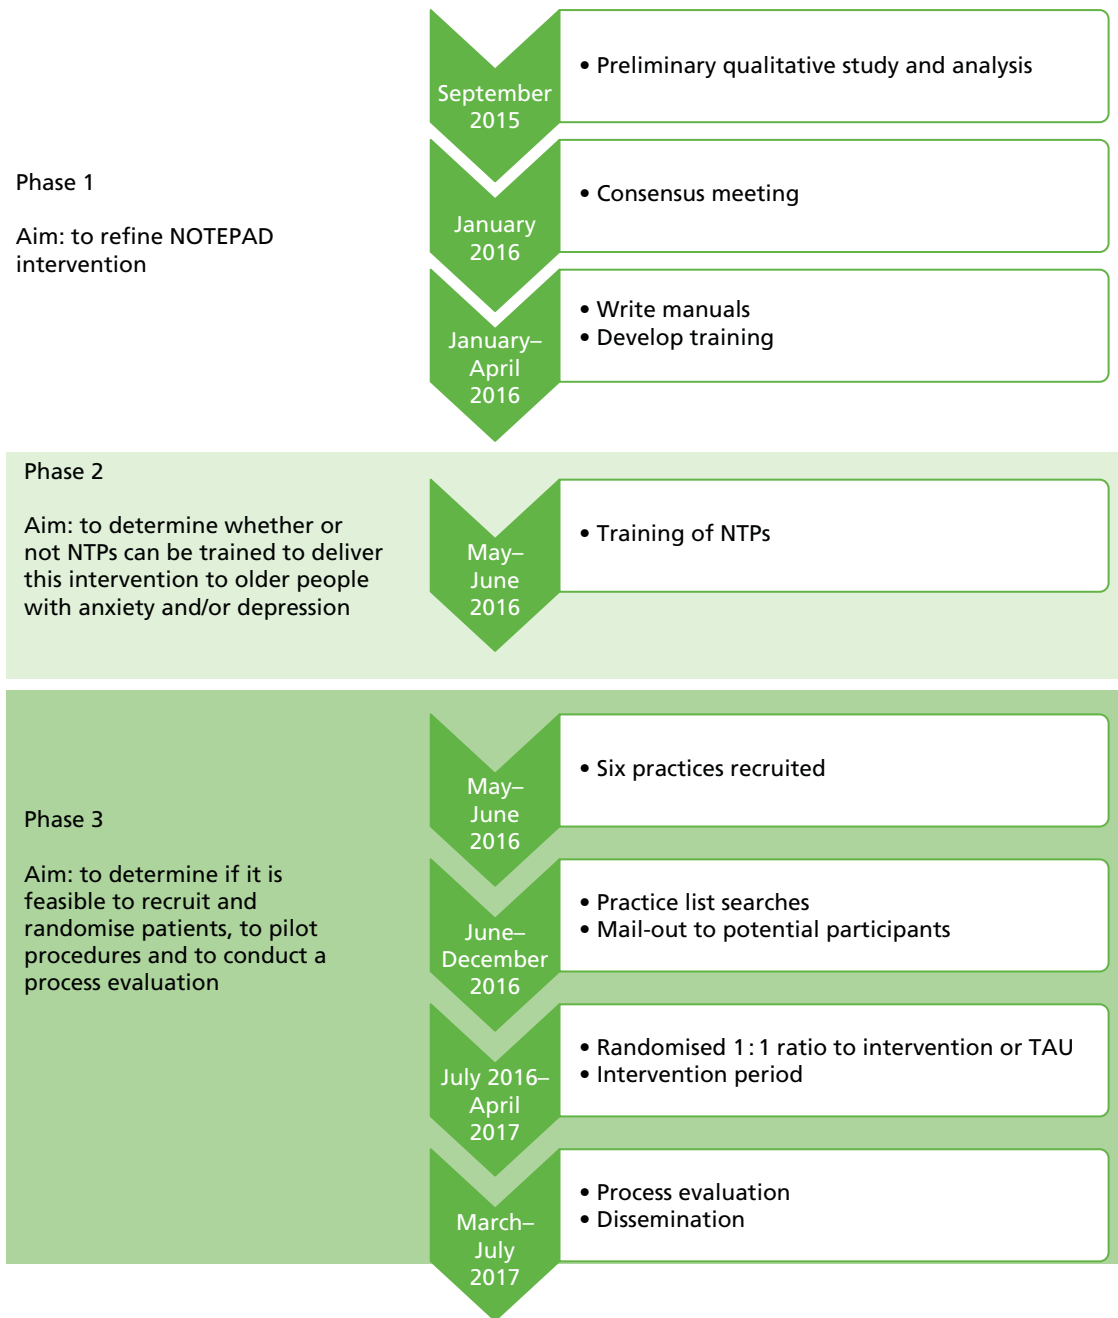 Phase 1
Aim: to refine NOTEPAD
intervention
September
2015
• Preliminary qualitative study and analysis
January
2016
• Consensus meeting
January–
April
2016
• Write manuals
• Develop training
Phase 2
Aim: to determine whether or
not NTPs can be trained to deliver
this intervention to older people
with anxiety and/or depression
May–
June
2016
• Training of NTPs
Phase 3
Aim: to determine if it is
feasible to recruit and
randomise patients, to pilot
procedures and to conduct a
process evaluation
May–
June
2016
• Six practices recruited
June–
December
2016
• Practice list searches
• Mail-out to potential participants
July 2016–
April
2017
• Randomised 1 : 1 ratio to intervention or TAU
• Intervention period
March–
July
2017
• Process evaluation
• Dissemination